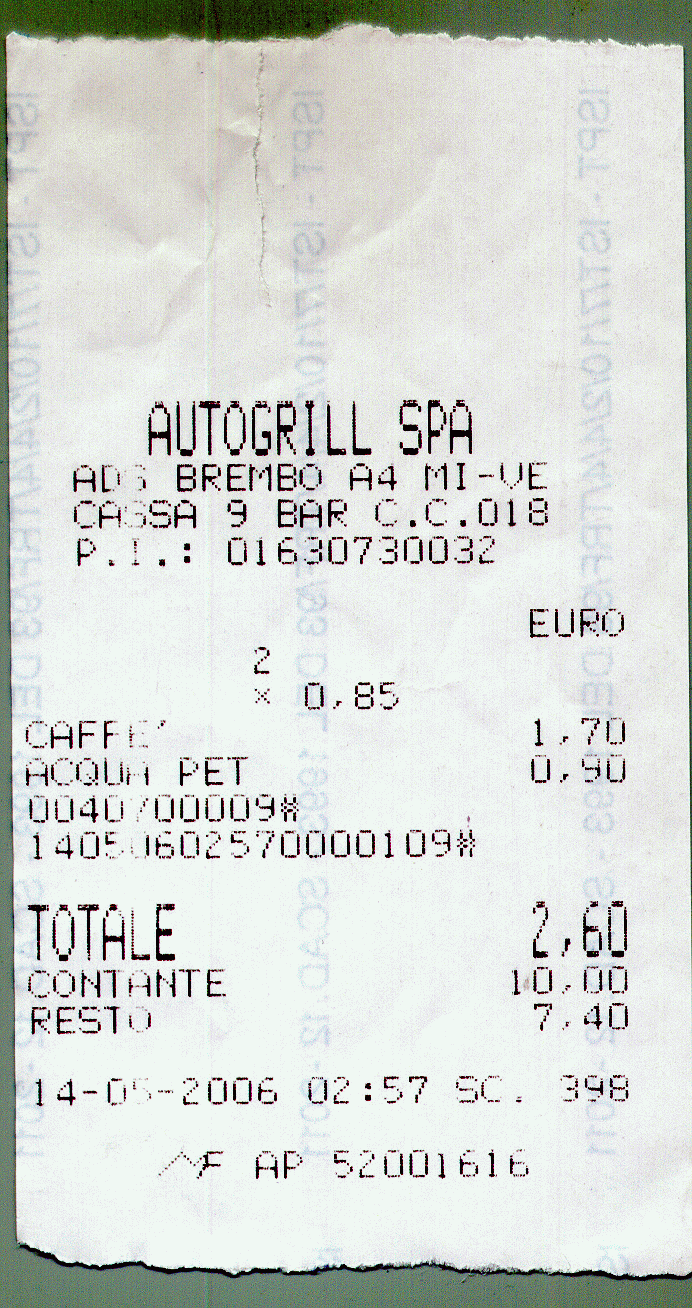 AUTOGRILL SPA
ADS BREMBO A4 MI-VE
CASSA 9 BAR C.C.018
P.I.: 01630730032
EURO
2
× 0,85
CAFFE' 1,70
ACQUA PET 0,90
0040700009#
14050602570000109#
TOTALE 2,60
CONTANTE 10,00
RESTO 7,40
14-05-2006 02:57 SC. 398
MF AP 52001616